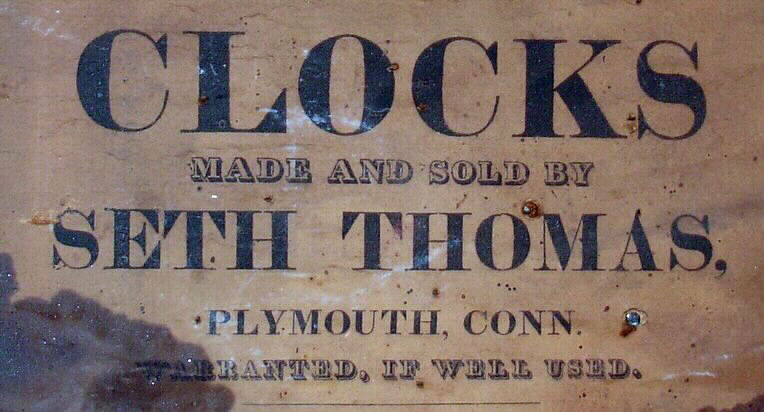 CLOCKS
MADE AND SOLD BY
SETH THOMAS,
PLYMOUTH, CONN.
WARRANTED, IF WELL USED.